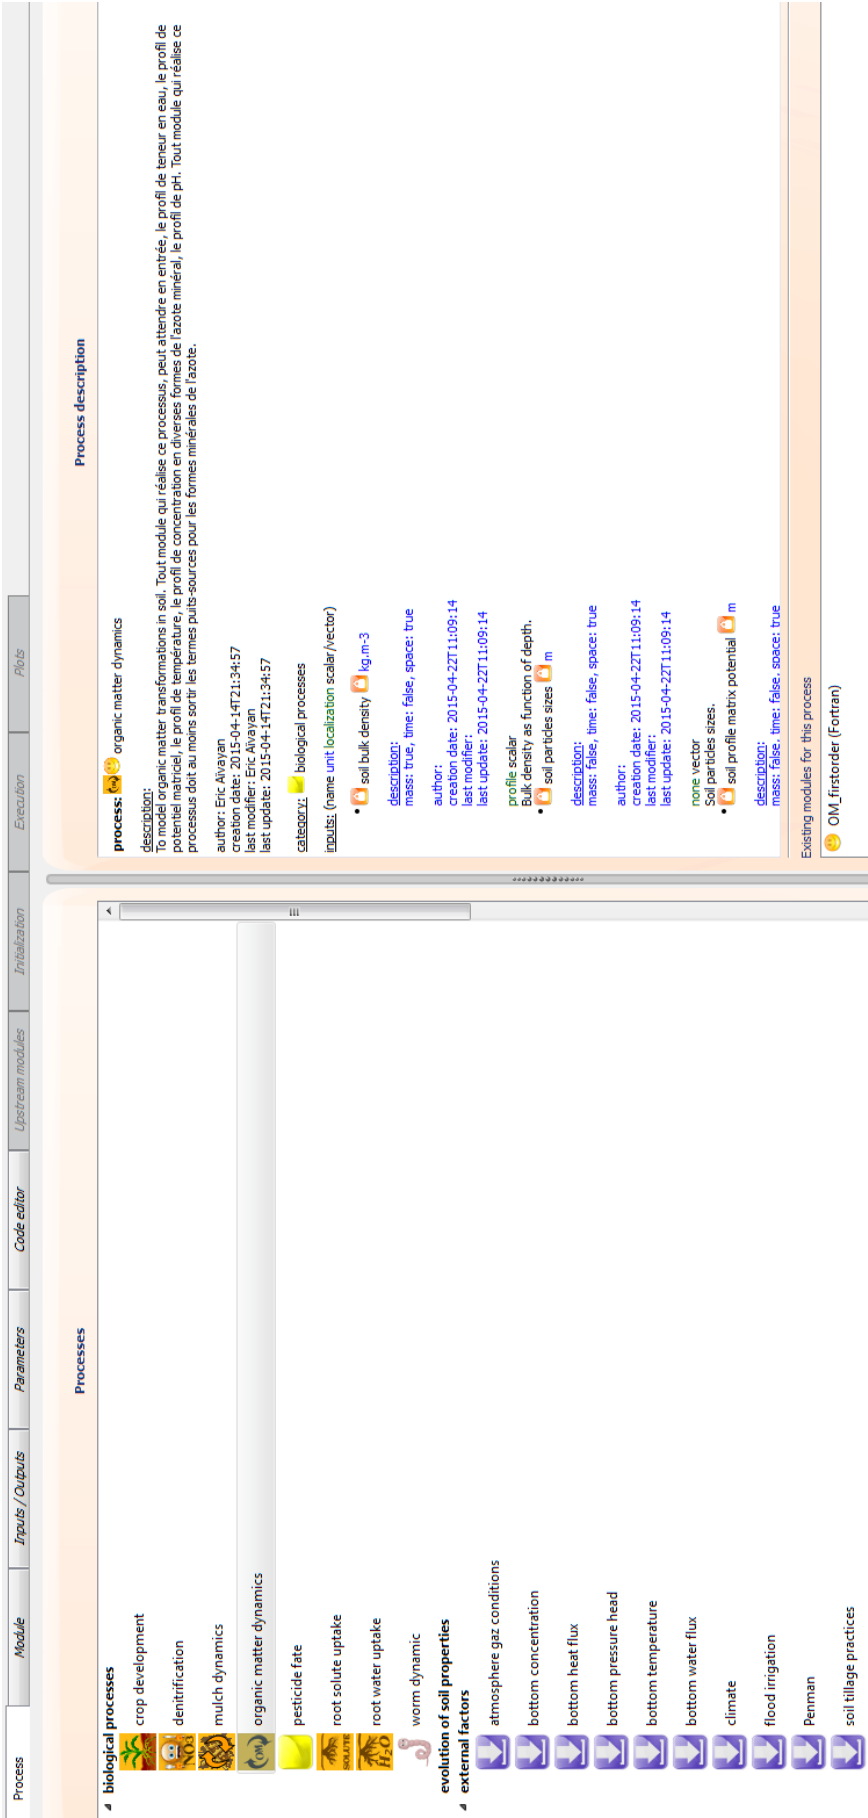 Process
Module
Inputs / Outputs
Parameters
Code editor
Upstream modules
Initialization
Execution
Plots
Processes
biological processes
crop development
denitrification
mulch dynamics
organic matter dynamics
pesticide fate
root solute uptake
root water uptake
worm dynamic
evolution of soil properties
external factors
atmosphere gaz conditions
bottom concentration
bottom heat flux
bottom pressure head
bottom temperature
bottom water flux
climate
flood irrigation
Penman
soil tillage practices
NO3
OM
SOLUTE
H2O
Process description
process: organic matter dynamics
description:
To model organic matter transformations in soil. Tout module qui réalise ce processus, peut attendre en entrée, le profil de teneur en eau, le profil de
potentiel matriciel, le profil de température, le profil de concentration en diverses formes de l'azote minéral, le profil de pH. Tout module qui réalise ce
processus doit au moins sortir les termes puits-sources pour les formes minérales de l'azote.
author: Eric Aïvayan
creation date: 2015-04-14T21:34:57
last modifier: Eric Aïvayan
last update: 2015-04-14T21:34:57
category: biological processes
inputs: (name unit localization scalar/vector)
• soil bulk density kg.m-3
description:
mass: true, time: false, space: true
author:
creation date: 2015-04-22T11:09:14
last modifier:
last update: 2015-04-22T11:09:14
profile scalar
Bulk density as function of depth.
• soil particles sizes m
description:
mass: false, time: false, space: true
author:
creation date: 2015-04-22T11:09:14
last modifier:
last update: 2015-04-22T11:09:14
none vector
Soil particles sizes.
• soil profile matrix potential m
description:
mass: false, time: false, space: true
Existing modules for this process
OM_firstorder (Fortran)